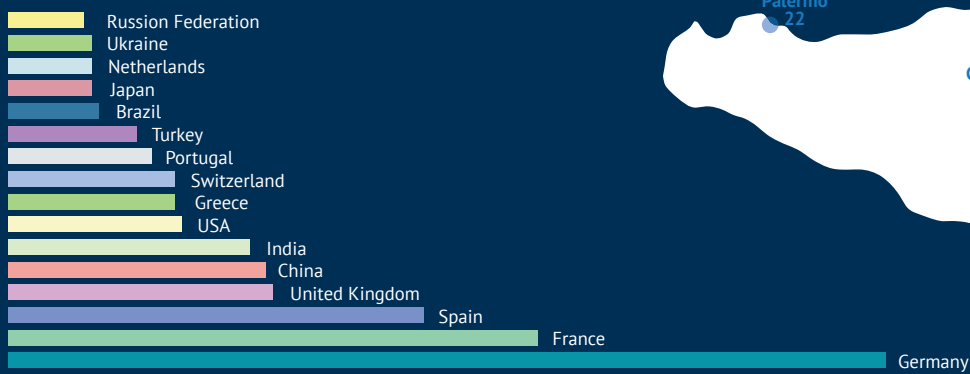 Palermo
22
Russion Federation
Ukraine
Netherlands
Japan
Brazil
Turkey
Portugal
Switzerland
Greece
USA
India
China
United Kingdom
Spain
France
Germany